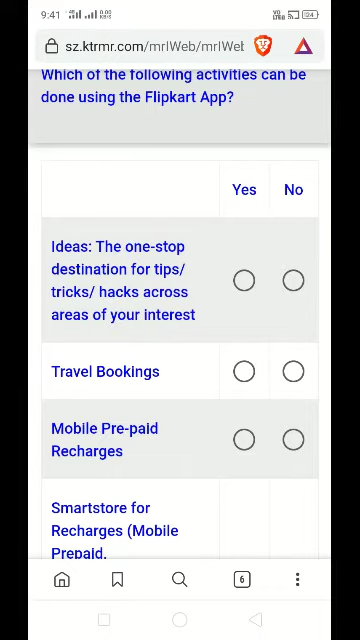 9:41
sz.ktrmr.com/mrIWeb/mrIWeb
Which of the following activities can be
done using the Flipkart App?
Yes No
Ideas: The one-stop
destination for tips/
tricks/ hacks across
areas of your interest
Travel Bookings
Mobile Pre-paid
Recharges
Smartstore for
Recharges (Mobile
Prepaid,
6